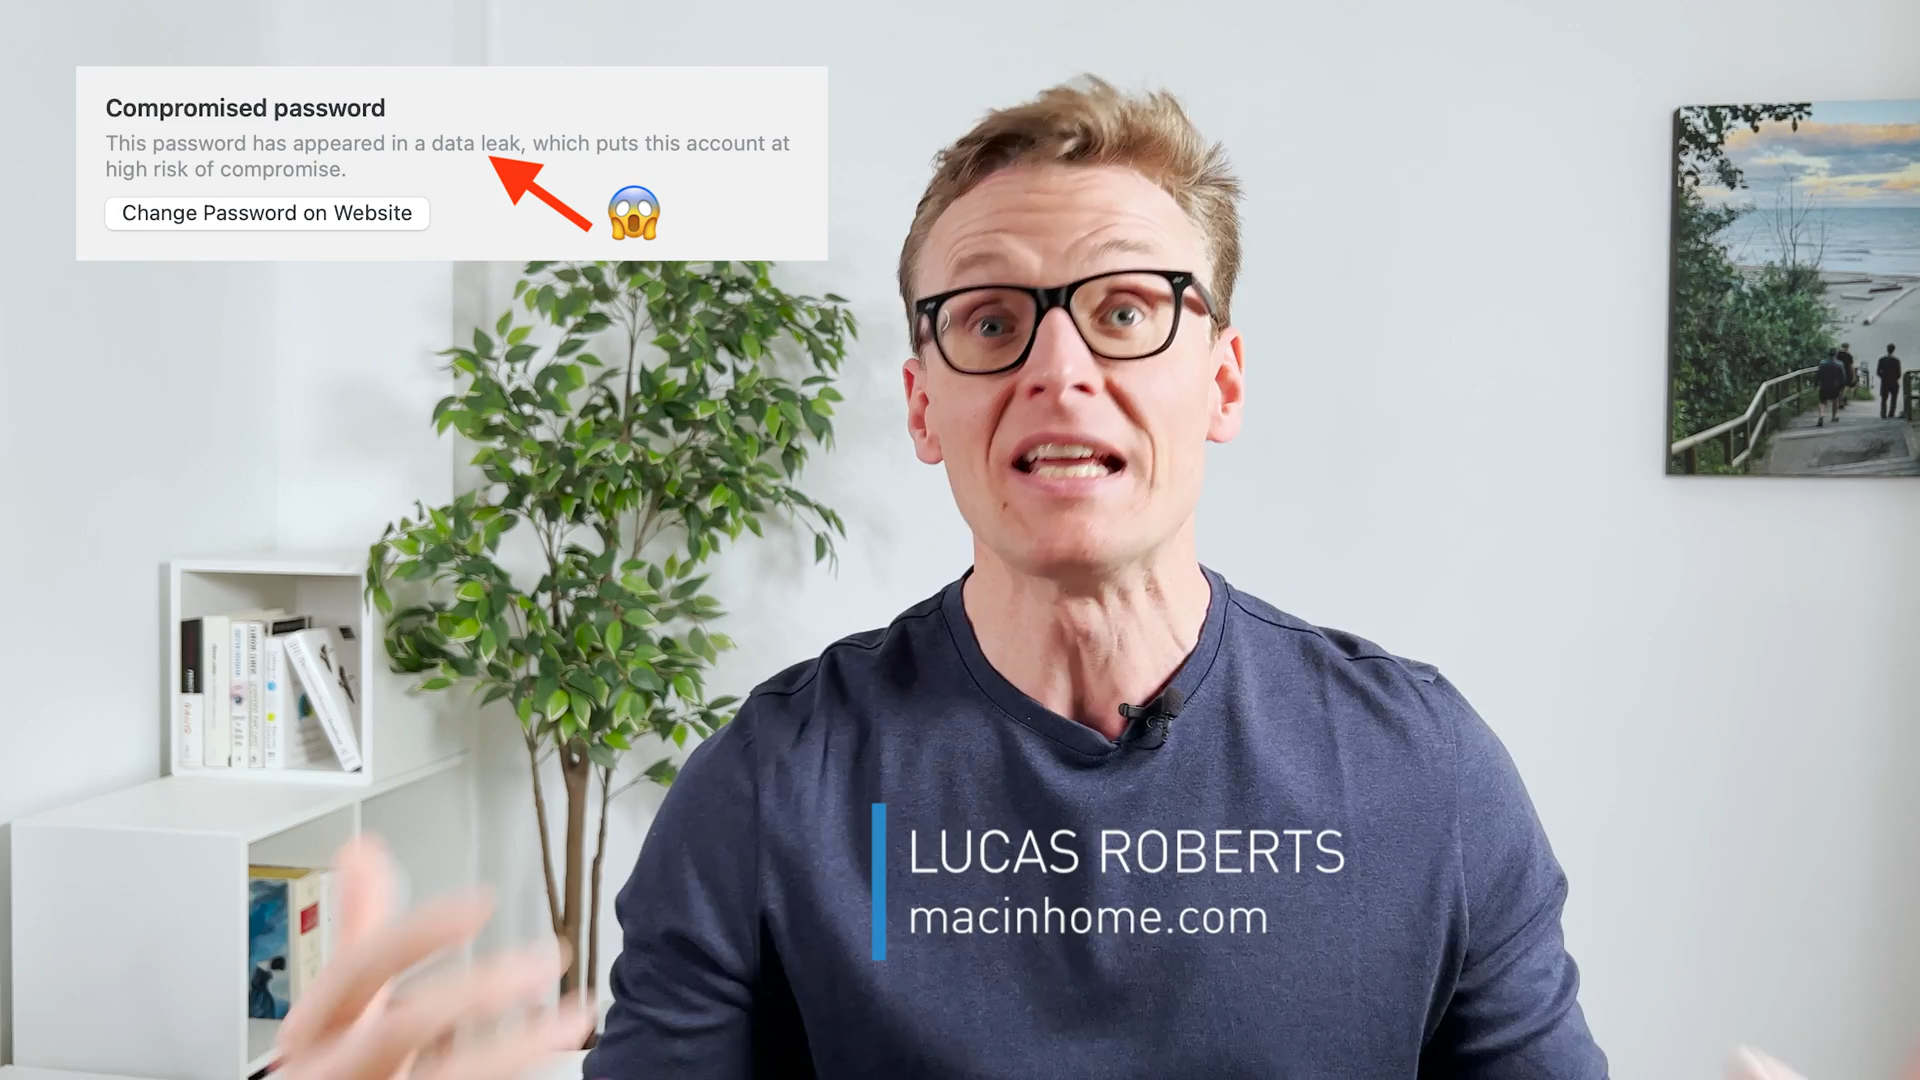 Compromised password
This password has appeared in a data leak, which puts this account at
high risk of compromise.
Change Password on Website
LUCAS ROBERTS
macinhome.com